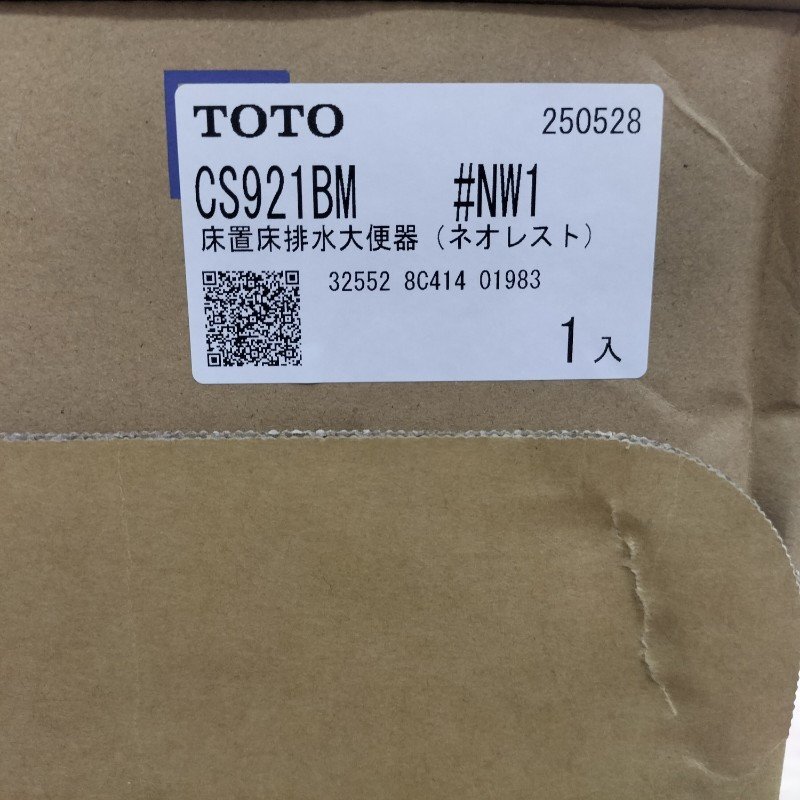 TOTO 250528
CS921BM #NW1
床置床排水大便器（ネオレスト）
32552 8C414 01983
1入